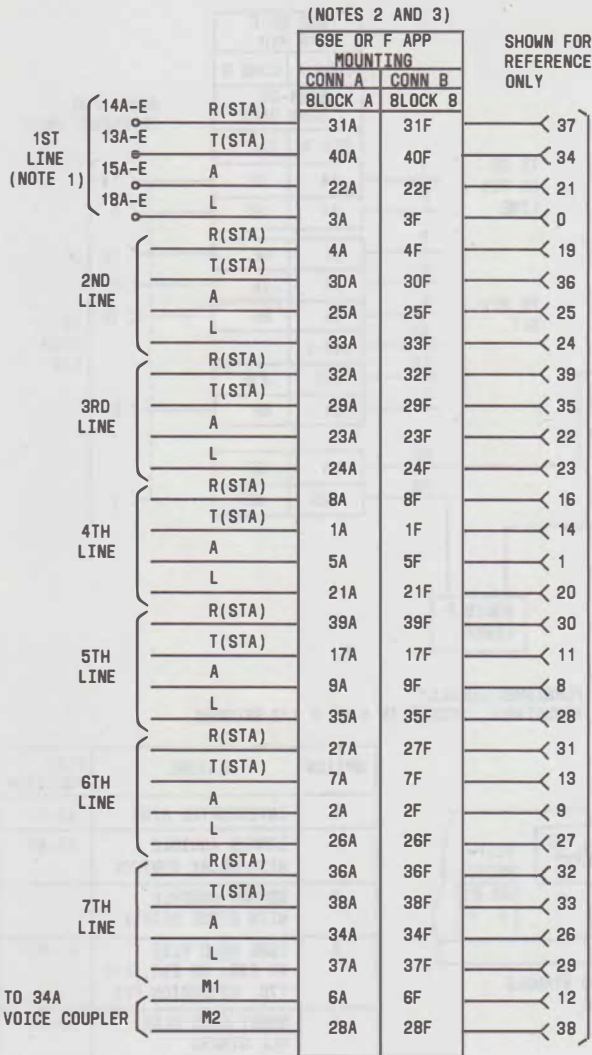 (NOTES 2 AND 3)
69E OR F APP
MOUNTING
CONN A CONN B
BLOCK A BLOCK B
SHOWN FOR
REFERENCE
ONLY
1ST
LINE
(NOTE 1)
14A-E R(STA) 31A 31F 37
13A-E T(STA) 40A 40F 34
15A-E A 22A 22F 21
18A-E L 3A 3F 0
2ND
LINE
R(STA) 4A 4F 19
T(STA) 3DA 30F 36
A 25A 25F 25
L 33A 33F 24
3RD
LINE
R(STA) 32A 32F 39
T(STA) 29A 29F 35
A 23A 23F 22
L 24A 24F 23
4TH
LINE
R(STA) 8A 8F 16
T(STA) 1A 1F 14
A 5A 5F 1
L 21A 21F 20
5TH
LINE
R(STA) 39A 39F 30
T(STA) 17A 17F 11
A 9A 9F 8
L 35A 35F 28
6TH
LINE
R(STA) 27A 27F 31
T(STA) 7A 7F 13
A 2A 2F 9
L 26A 26F 27
7TH
LINE
R(STA) 36A 36F 32
T(STA) 38A 38F 33
A 34A 34F 26
L 37A 37F 29
TO 34A
VOICE COUPLER
M1 6A 6F 12
M2 28A 28F 38